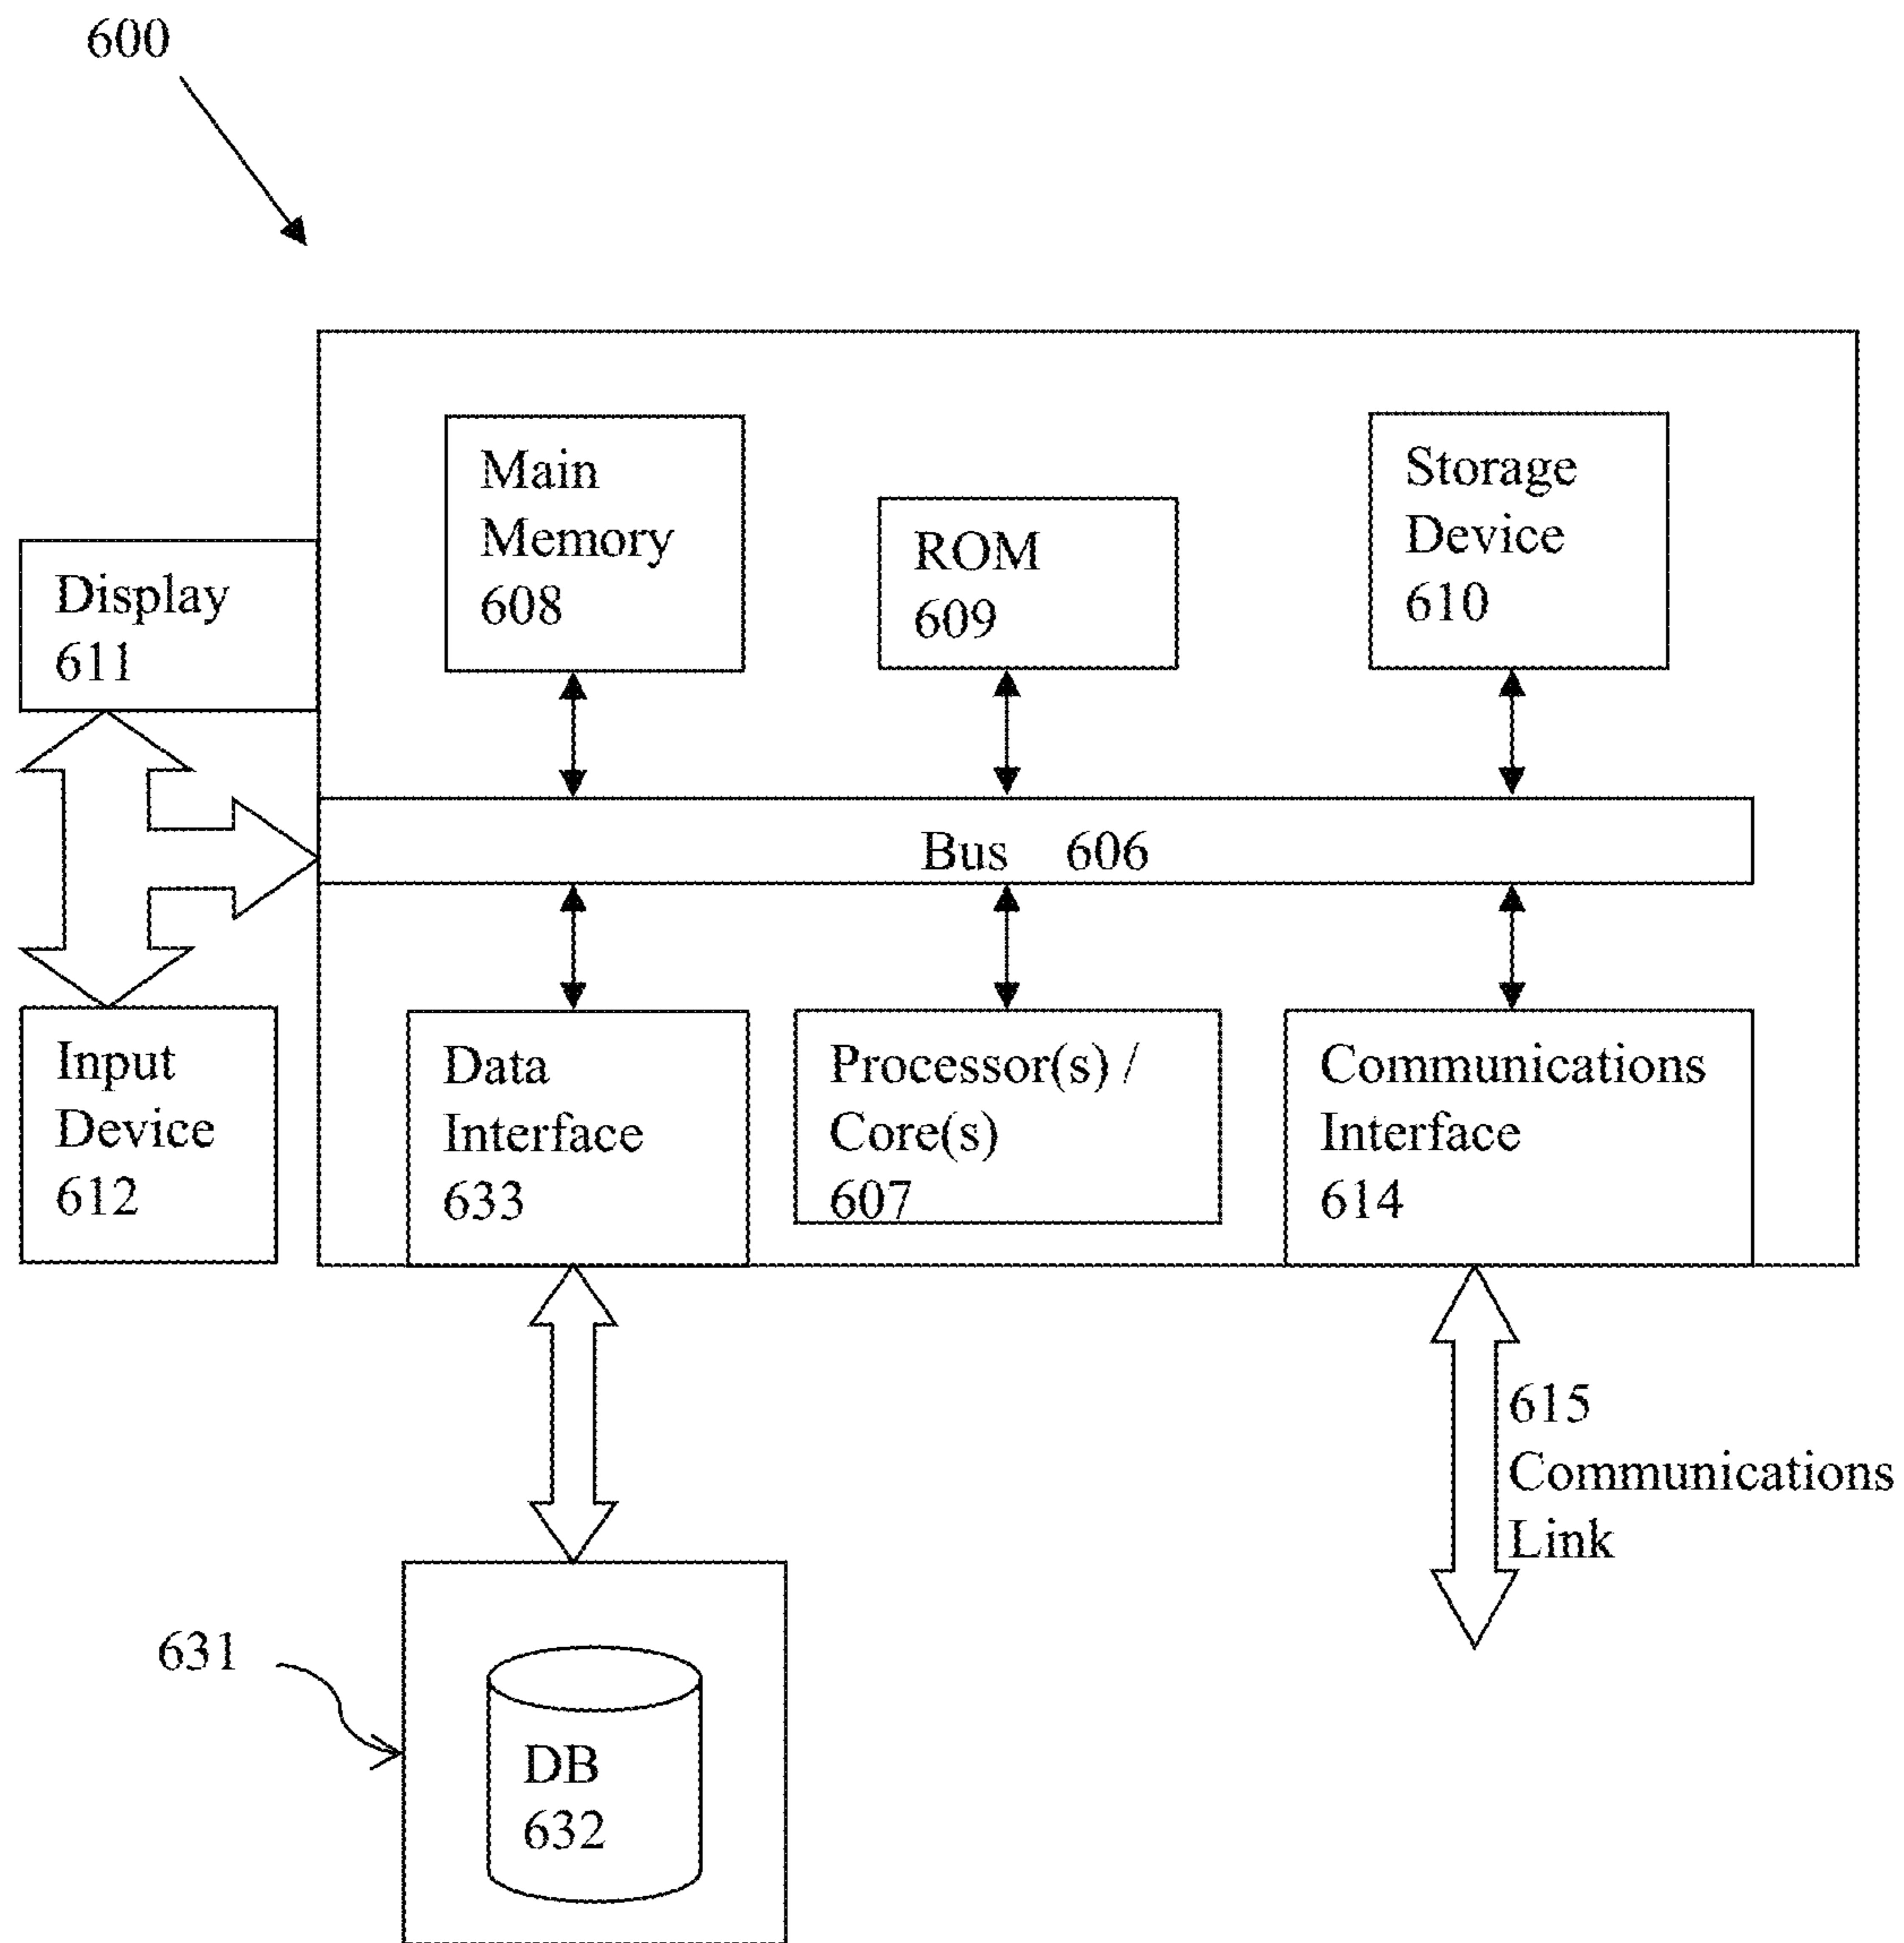 600
Main
Memory
608
ROM
609
Storage
Device
610
Display
611
Bus 606
Input
Device
612
Data
Interface
633
Processor(s) /
Core(s)
607
Communications
Interface
614
615
Communications
Link
631
DB
632